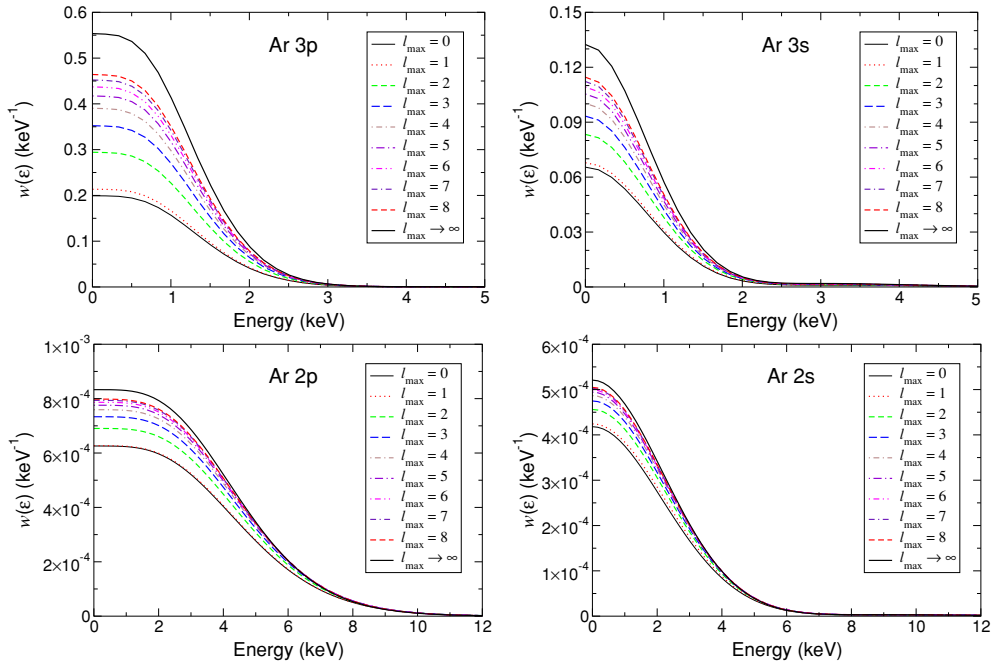 Ar 3p
w(ε) (keV⁻¹)
0.6
0.5
0.4
0.3
0.2
0.1
0
0 1 2 3 4 5
Energy (keV)
l_max = 0
l_max = 1
l_max = 2
l_max = 3
l_max = 4
l_max = 5
l_max = 6
l_max = 7
l_max = 8
l_max → ∞
Ar 3s
w(ε) (keV⁻¹)
0.15
0.12
0.09
0.06
0.03
0.00
0 1 2 3 4 5
Energy (keV)
l_max = 0
l_max = 1
l_max = 2
l_max = 3
l_max = 4
l_max = 5
l_max = 6
l_max = 7
l_max = 8
l_max → ∞
Ar 2p
w(ε) (keV⁻¹)
1×10⁻³
8×10⁻⁴
6×10⁻⁴
4×10⁻⁴
2×10⁻⁴
0
0 2 4 6 8 10 12
Energy (keV)
l_max = 0
l_max = 1
l_max = 2
l_max = 3
l_max = 4
l_max = 5
l_max = 6
l_max = 7
l_max = 8
l_max → ∞
Ar 2s
w(ε) (keV⁻¹)
6×10⁻⁴
5×10⁻⁴
4×10⁻⁴
3×10⁻⁴
2×10⁻⁴
1×10⁻⁴
0
0 2 4 6 8 10 12
Energy (keV)
l_max = 0
l_max = 1
l_max = 2
l_max = 3
l_max = 4
l_max = 5
l_max = 6
l_max = 7
l_max = 8
l_max → ∞